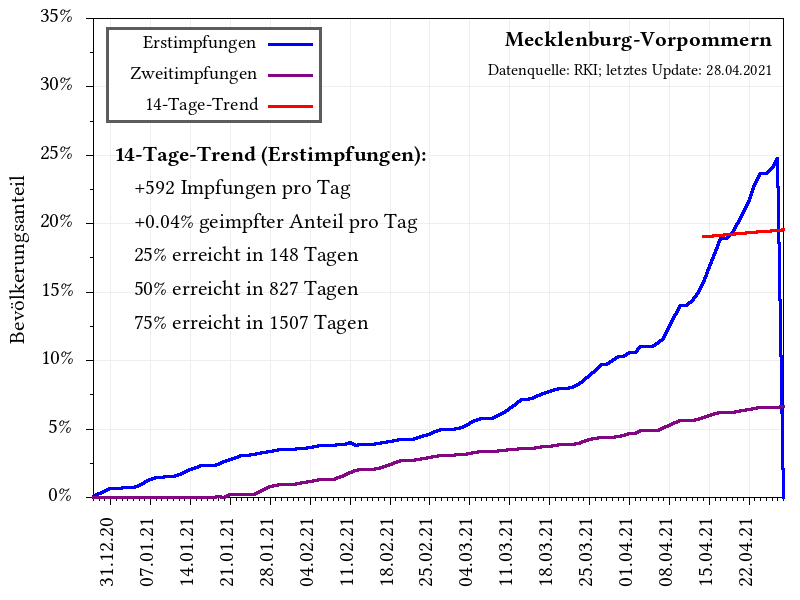 35%
30%
25%
20%
15%
10%
5%
0%
Bevölkerungsanteil
Erstimpfungen
Zweitimpfungen
14-Tage-Trend
Mecklenburg-Vorpommern
Datenquelle: RKI; letztes Update: 28.04.2021
14-Tage-Trend (Erstimpfungen):
+592 Impfungen pro Tag
+0.04% geimpfter Anteil pro Tag
25% erreicht in 148 Tagen
50% erreicht in 827 Tagen
75% erreicht in 1507 Tagen
31.12.20
07.01.21
14.01.21
21.01.21
28.01.21
04.02.21
11.02.21
18.02.21
25.02.21
04.03.21
11.03.21
18.03.21
25.03.21
01.04.21
08.04.21
15.04.21
22.04.21